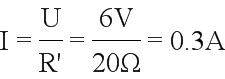 I = U/R' = 6V/20Ω = 0.3A